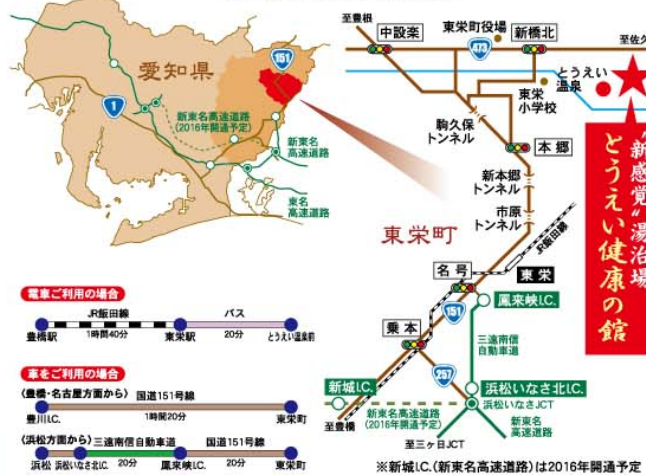 愛知県
151
1
新東名高速道路
(2016年開通予定)
新東名
高速道路
東名
高速道路
至豊根
中設楽
東栄町役場
473
新橋北
至佐久
とうえい
温泉
東栄
小学校
駒久保
トンネル
本郷
新本郷
トンネル
市原
トンネル
東栄町
JR飯田線
名号
東栄
鳳来峡I.C.
151
乗本
三遠南信
自動車道
257
新城I.C.
浜松いなさ北I.C.
浜松いなさJCT
至豊橋
新東名高速道路
(2016年開通予定)
新東名
高速道路
至三ヶ日JCT
※新城I.C.(新東名高速道路)は2016年開通予定
"新感覚"湯治場
とうえい健康の館
電車ご利用の場合
JR飯田線
バス
豊橋駅
1時間40分
東栄駅
20分
とうえい温泉前
車をご利用の場合
(豊橋・名古屋方面から)
国道151号線
豊川I.C.
1時間20分
東栄町
(浜松方面から)
三遠南信自動車道
国道151号線
浜松
浜松いなさ北I.C.
20分
鳳来峡I.C.
20分
東栄町